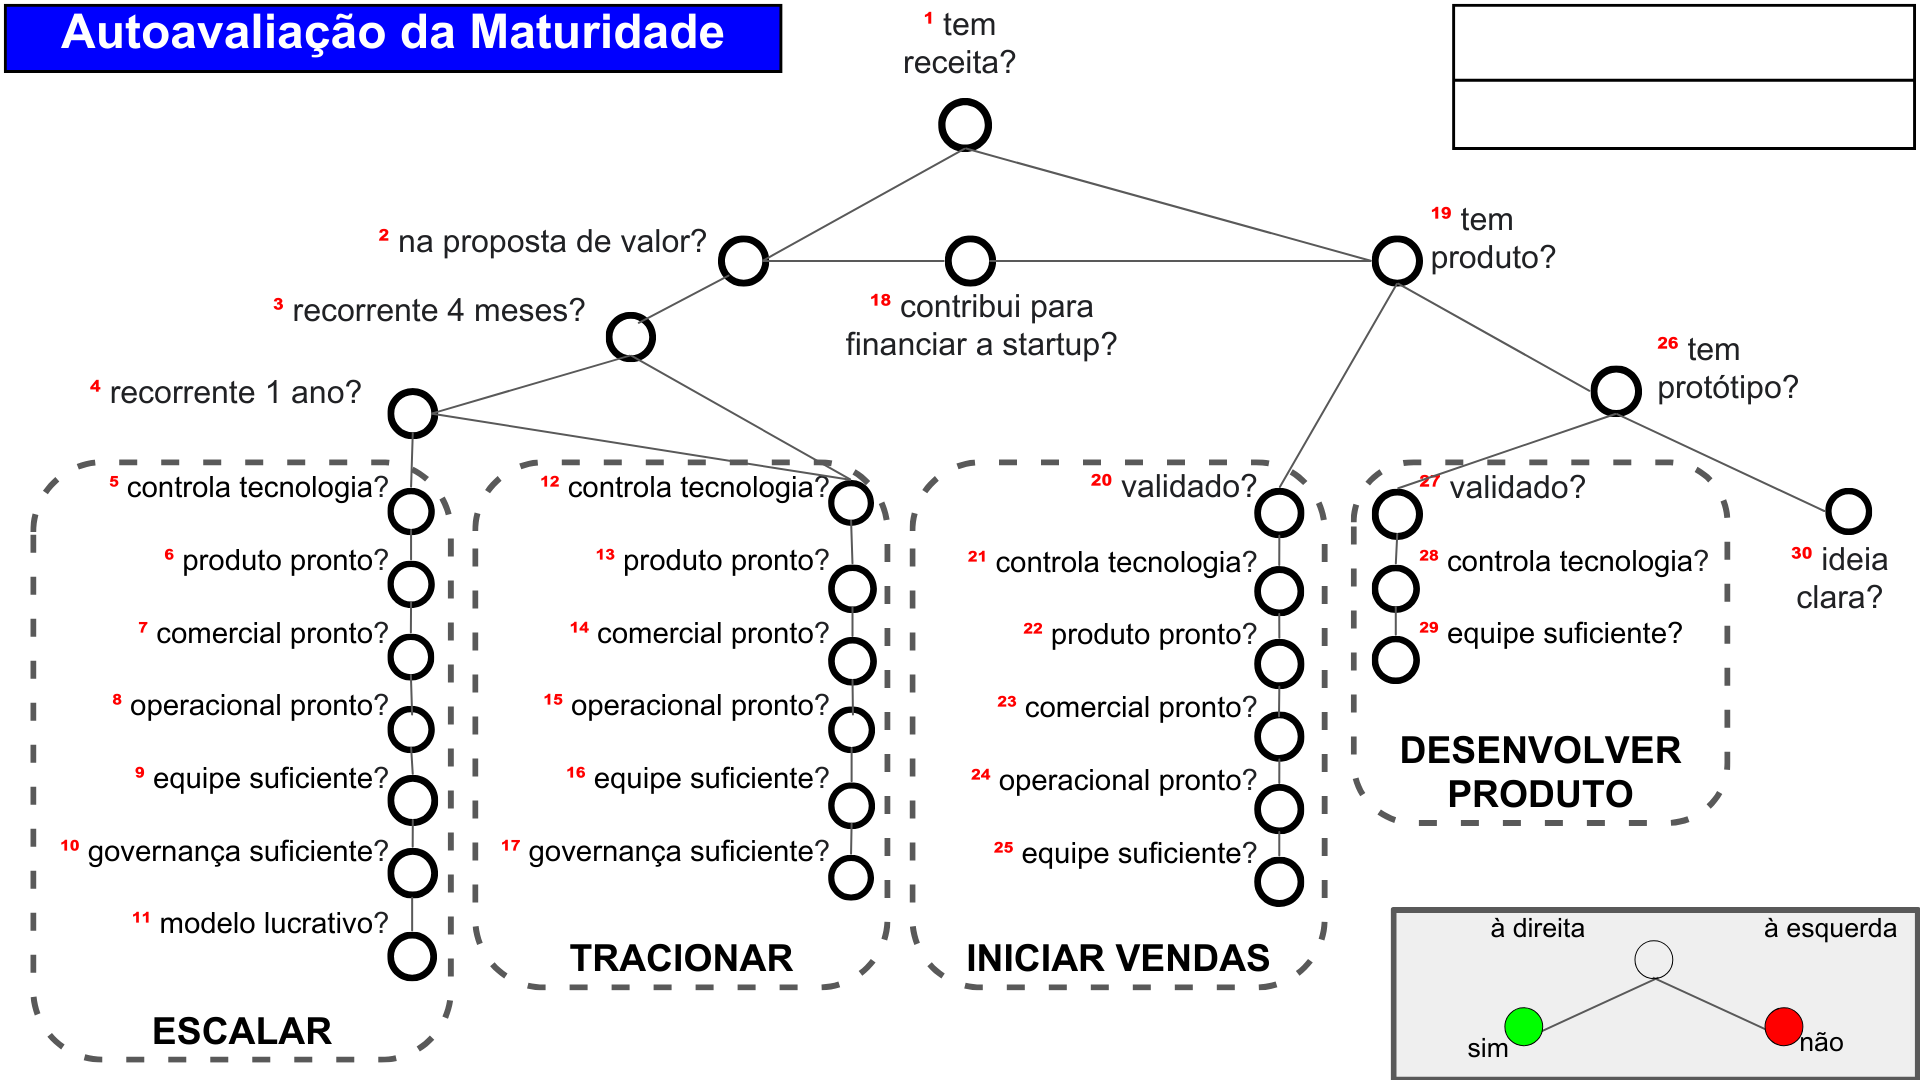 Autoavaliação da Maturidade
1 tem
receita?
2 na proposta de valor?
18 contribui para
financiar a startup?
19 tem
produto?
3 recorrente 4 meses?
26 tem
protótipo?
4 recorrente 1 ano?
5 controla tecnologia?
6 produto pronto?
7 comercial pronto?
8 operacional pronto?
9 equipe suficiente?
10 governança suficiente?
11 modelo lucrativo?
ESCALAR
12 controla tecnologia?
13 produto pronto?
14 comercial pronto?
15 operacional pronto?
16 equipe suficiente?
17 governança suficiente?
TRACIONAR
20 validado?
21 controla tecnologia?
22 produto pronto?
23 comercial pronto?
24 operacional pronto?
25 equipe suficiente?
INICIAR VENDAS
27 validado?
28 controla tecnologia?
29 equipe suficiente?
DESENVOLVER
PRODUTO
30 ideia
clara?
à direita
à esquerda
sim
não